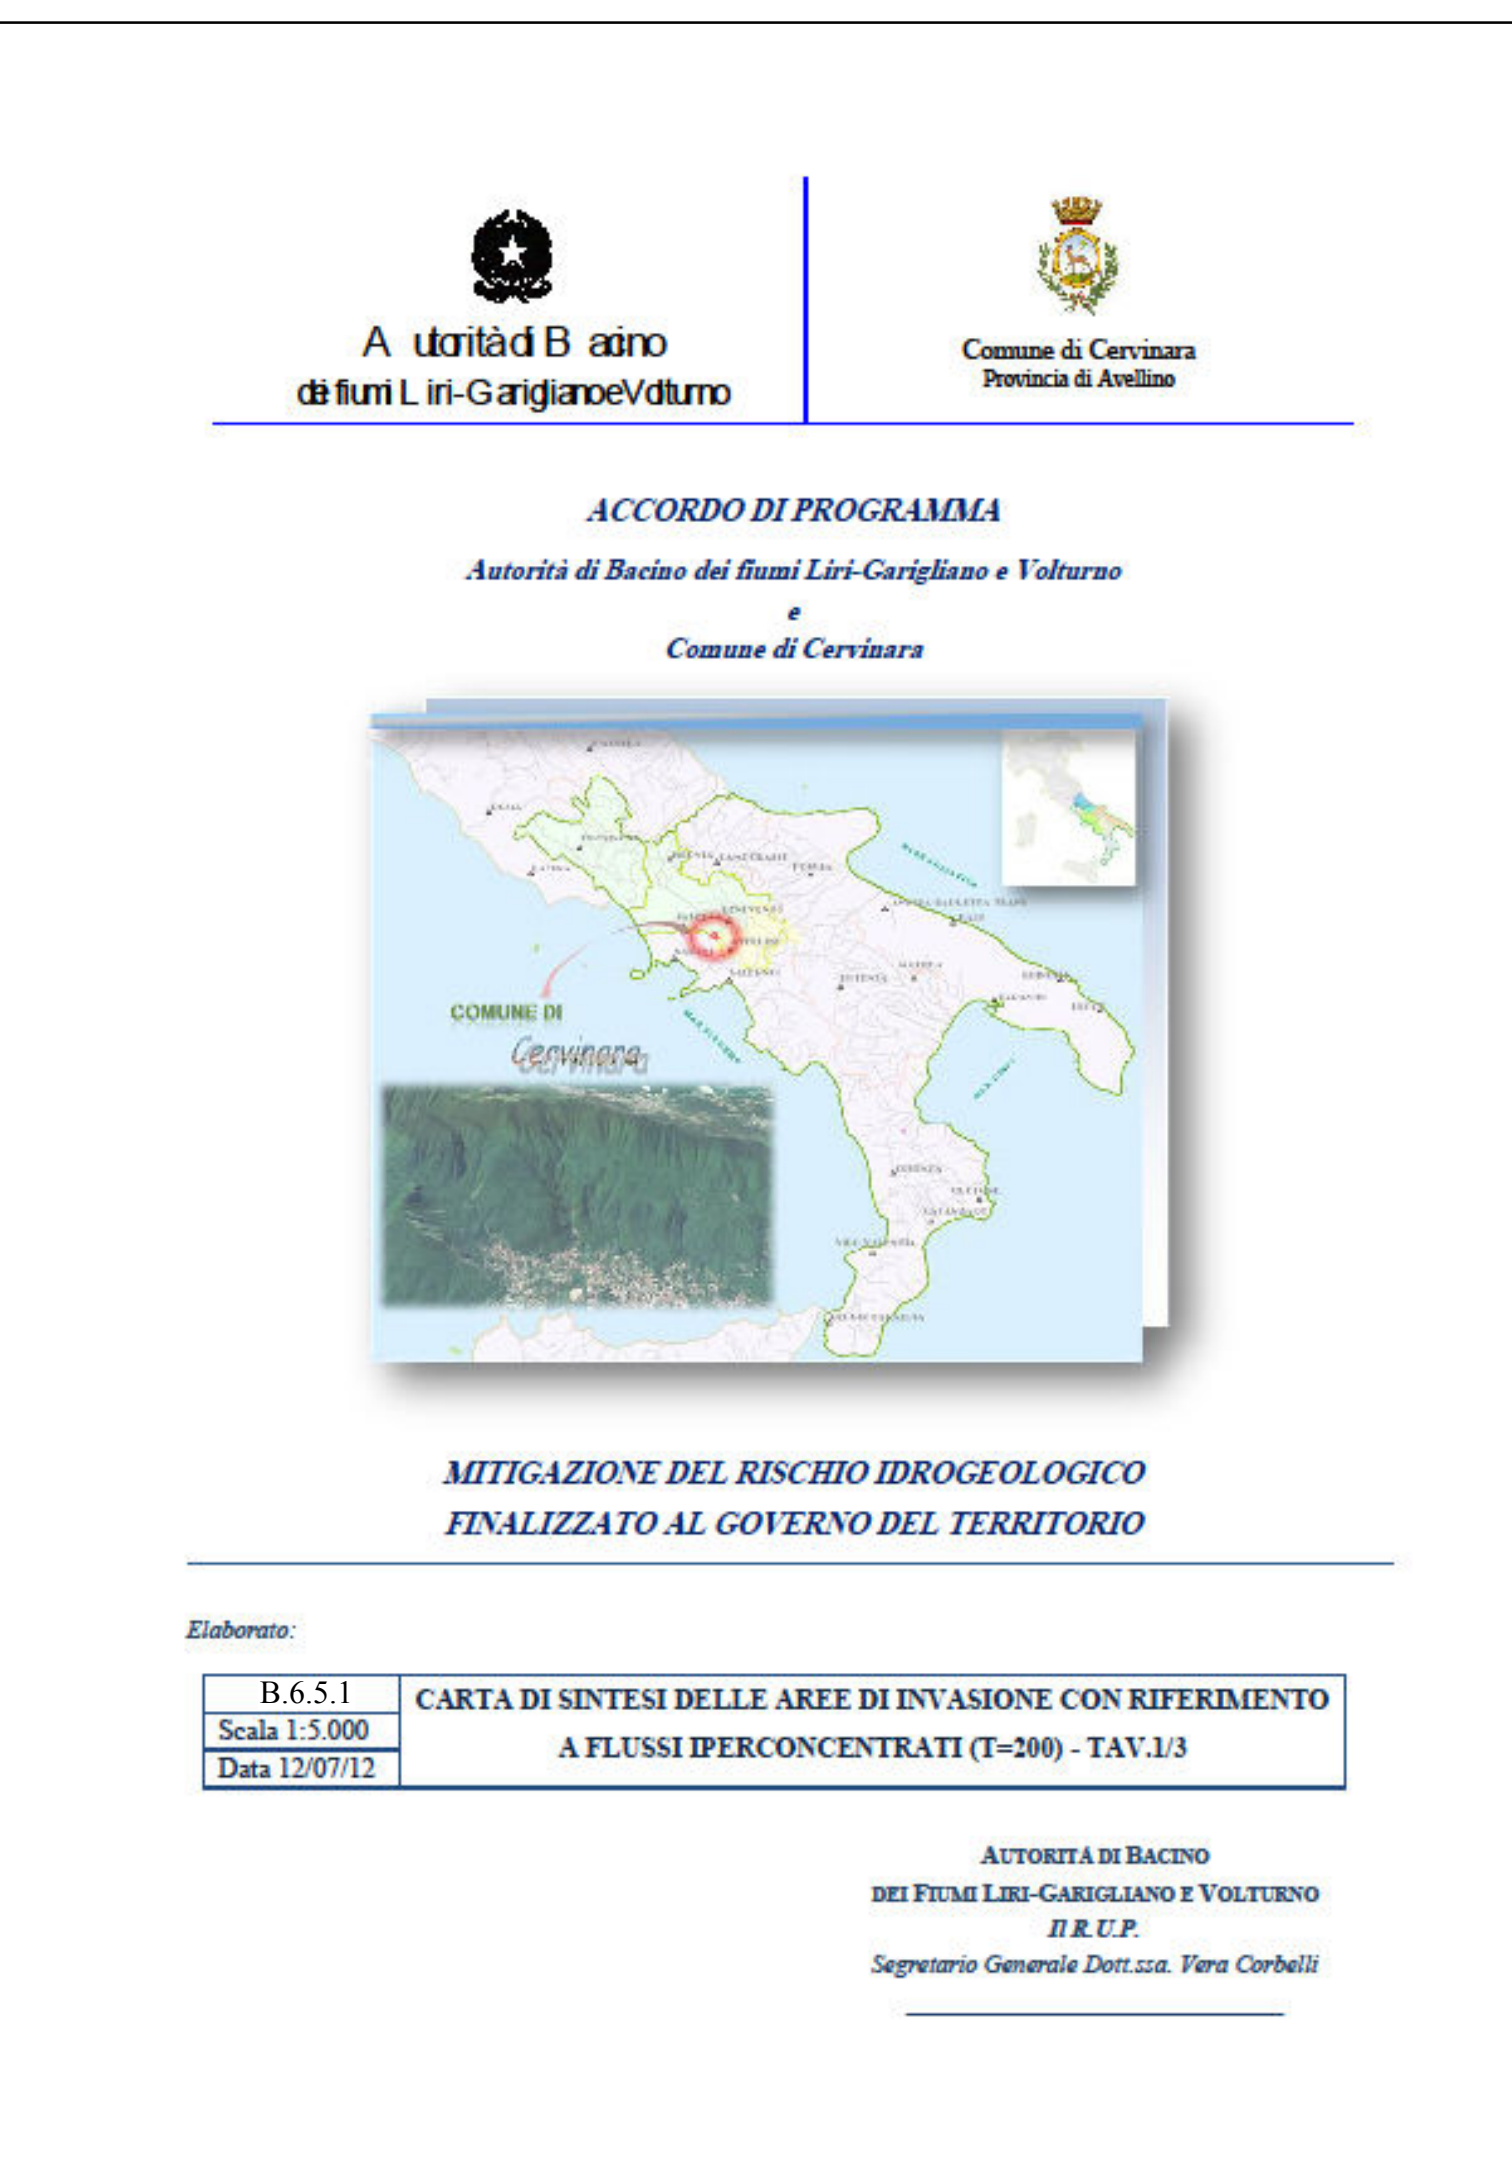 Autorità di Bacino
dei fiumi Liri-Garigliano e Volturno
Comune di Cervinara
Provincia di Avellino
ACCORDO DI PROGRAMMA
Autorità di Bacino dei fiumi Liri-Garigliano e Volturno
e
Comune di Cervinara
COMUNE DI
Cervinara
MITIGAZIONE DEL RISCHIO IDROGEOLOGICO
FINALIZZATO AL GOVERNO DEL TERRITORIO
Elaborato:
B.6.5.1
Scala 1:5.000
Data 12/07/12
CARTA DI SINTESI DELLE AREE DI INVASIONE CON RIFERIMENTO
A FLUSSI IPERCONCENTRATI (T=200) - TAV.1/3
AUTORITÀ DI BACINO
DEI FIUMI LIRI-GARIGLIANO E VOLTURNO
Il R.U.P.
Segretario Generale Dott.ssa. Vera Corbelli